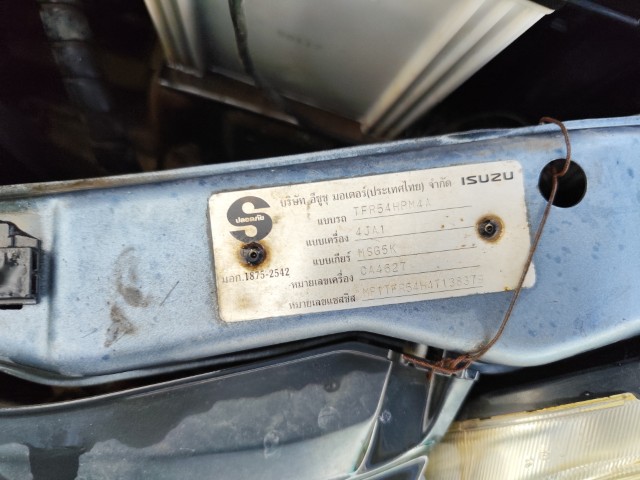 บริษัท อีซูซุ มอเตอร์(ประเทศไทย) จำกัด ISUZU
S
ปลอดภัย
แบบรถ TFR54HPM4A
แบบเครื่อง 4JA1
แบบเกียร์ MSG5K
มอก.1875-2542
หมายเลขเครื่อง CA4627
หมายเลขแชสซีส